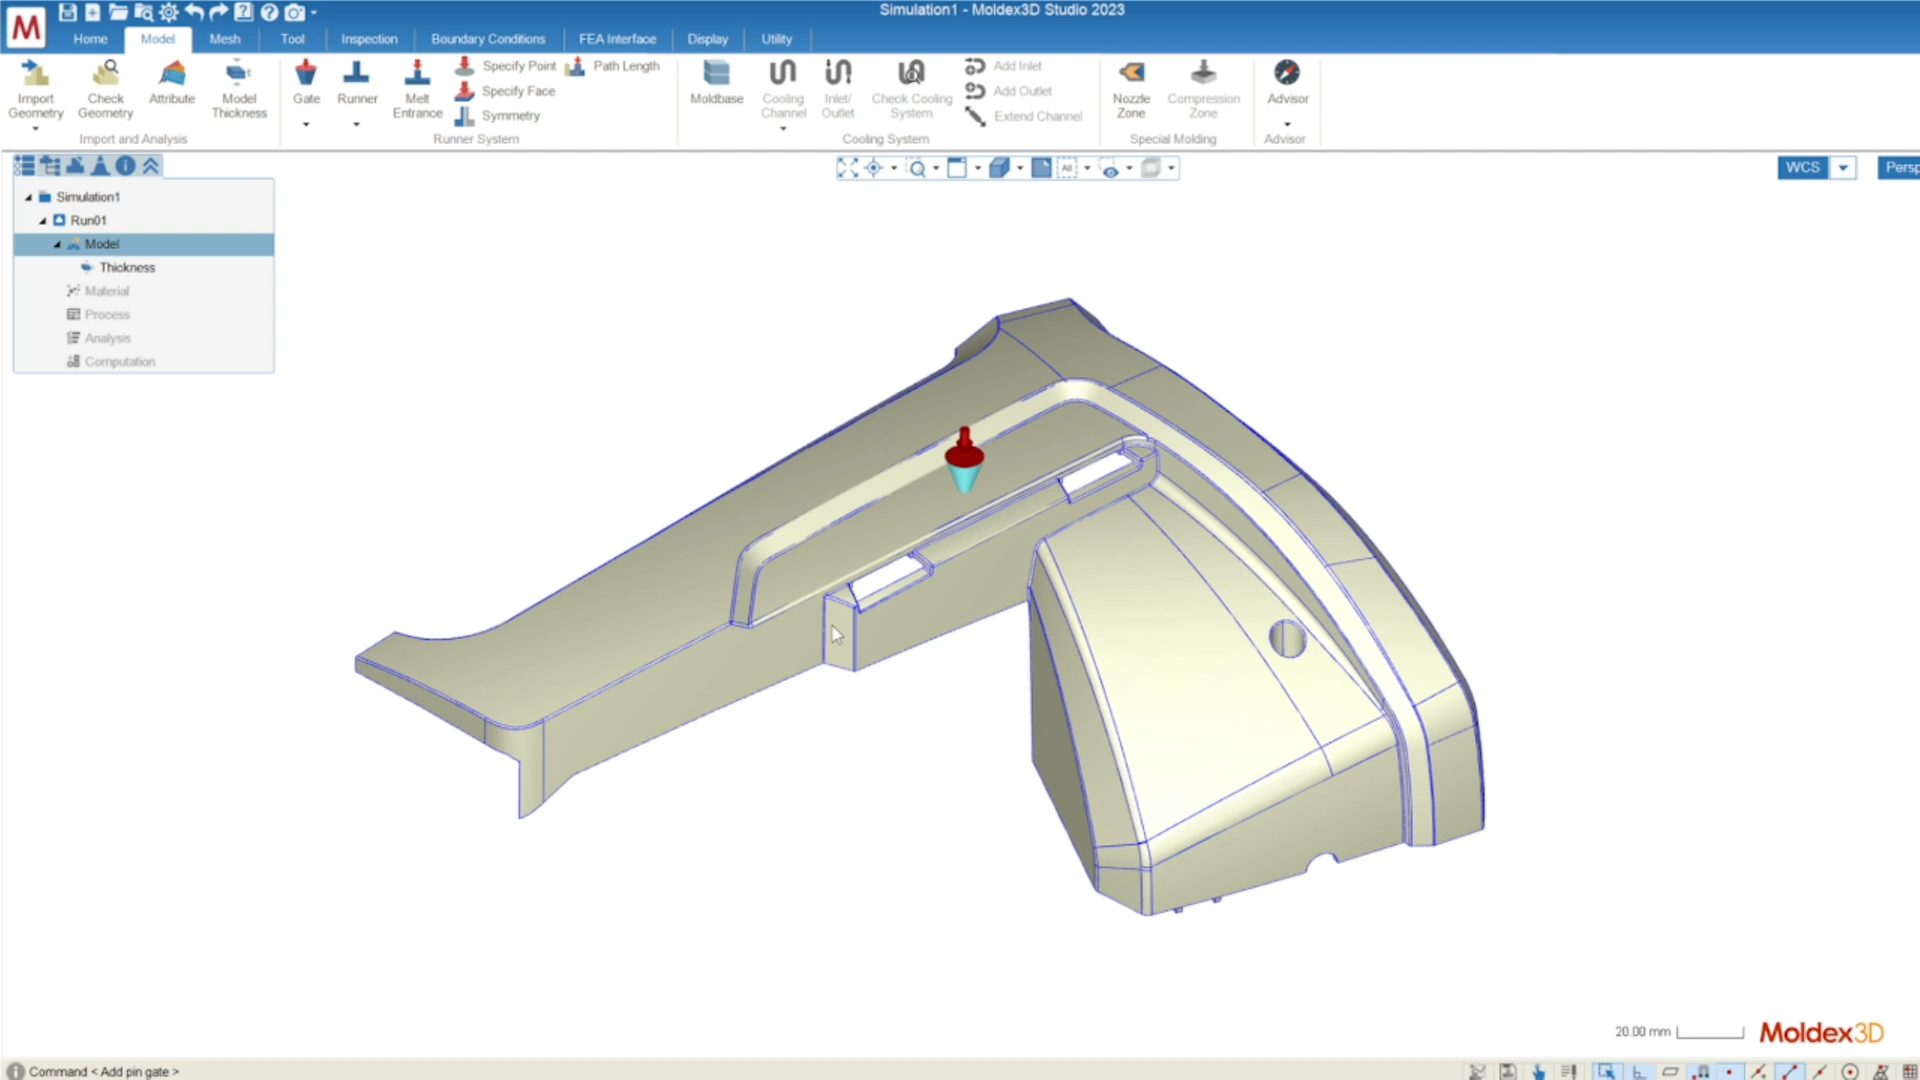 Simulation1 - Moldex3D Studio 2023
M
Home Model Mesh Tool Inspection Boundary Conditions FEA Interface Display Utility
Import Geometry
Check Geometry
Attribute
Model Thickness
Import and Analysis
Gate
Runner
Melt Entrance
Specify Point
Specify Face
Symmetry
Path Length
Runner System
Moldbase
Cooling Channel
Inlet/ Outlet
Check Cooling System
Add Inlet
Add Outlet
Extend Channel
Cooling System
Nozzle Zone
Compression Zone
Special Molding
Advisor
Advisor
All
WCS
Persp
Simulation1
Run01
Model
Thickness
Material
Process
Analysis
Computation
20.00 mm
Moldex3D
Command < Add pin gate >